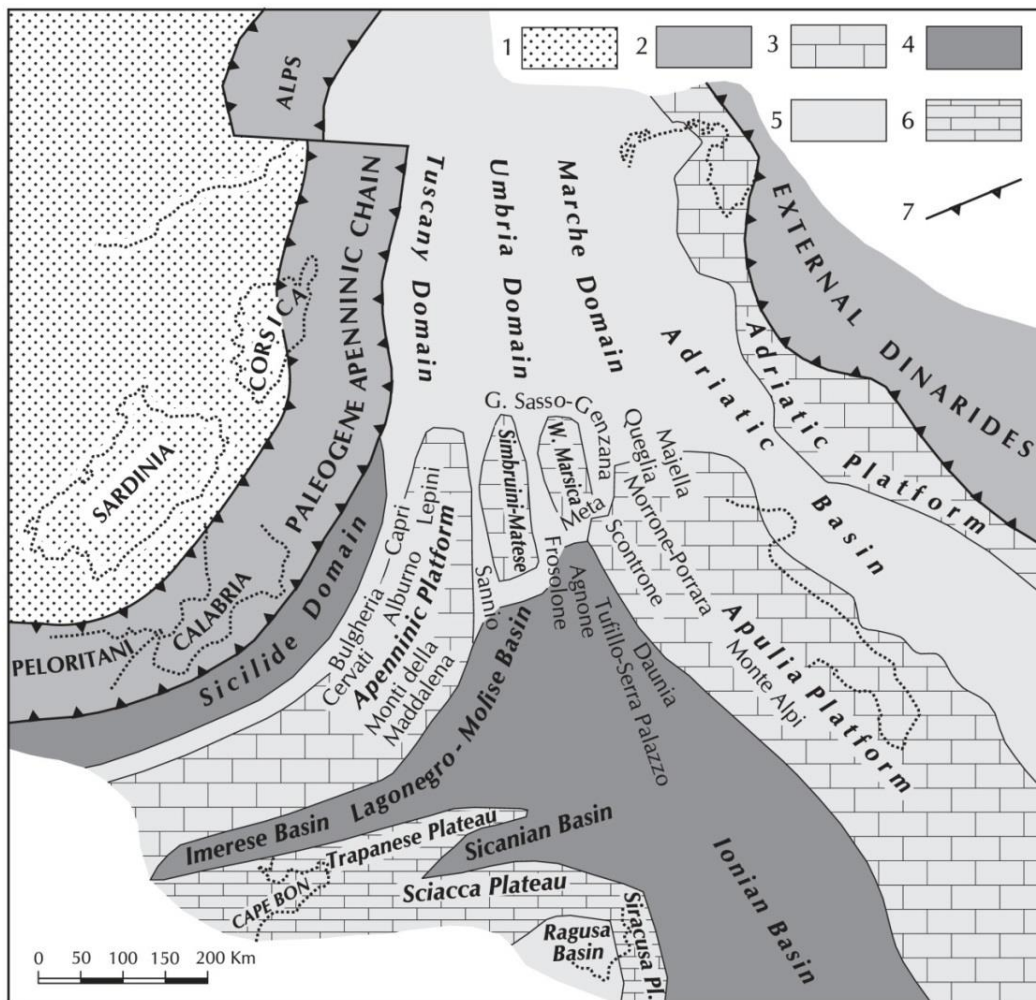 1
2
3
4
5
6
7
ALPS
PALEOGENE APENNINIC CHAIN
Tuscany Domain
Umbria Domain
Marche Domain
EXTERNAL DINARIDES
Adriatic Platform
Adriatic Basin
CORSICA
SARDINIA
CALABRIA
PELORITANI
Sicilide Domain
G. Sasso-Genzana
Simbruini-Matese
W. Marsica
Meta
Queglia
Majella
Morrone-Porrara
Scontrone
Lepini
Bulgheria — Capri
Alburno
Cervati
Apenninic Platform
Monti della
Maddalena
Sannio
Frosolone
Agnone
Tufillo-Serra Palazzo
Daunia
Monte Alpi
Apulia Platform
Lagonegro - Molise Basin
Imerese Basin
Trapanese Plateau
Sicanian Basin
CAPE BON
Sciacca Plateau
Ionian Basin
Siracusa Pl.
Ragusa
Basin
0 50 100 150 200 Km